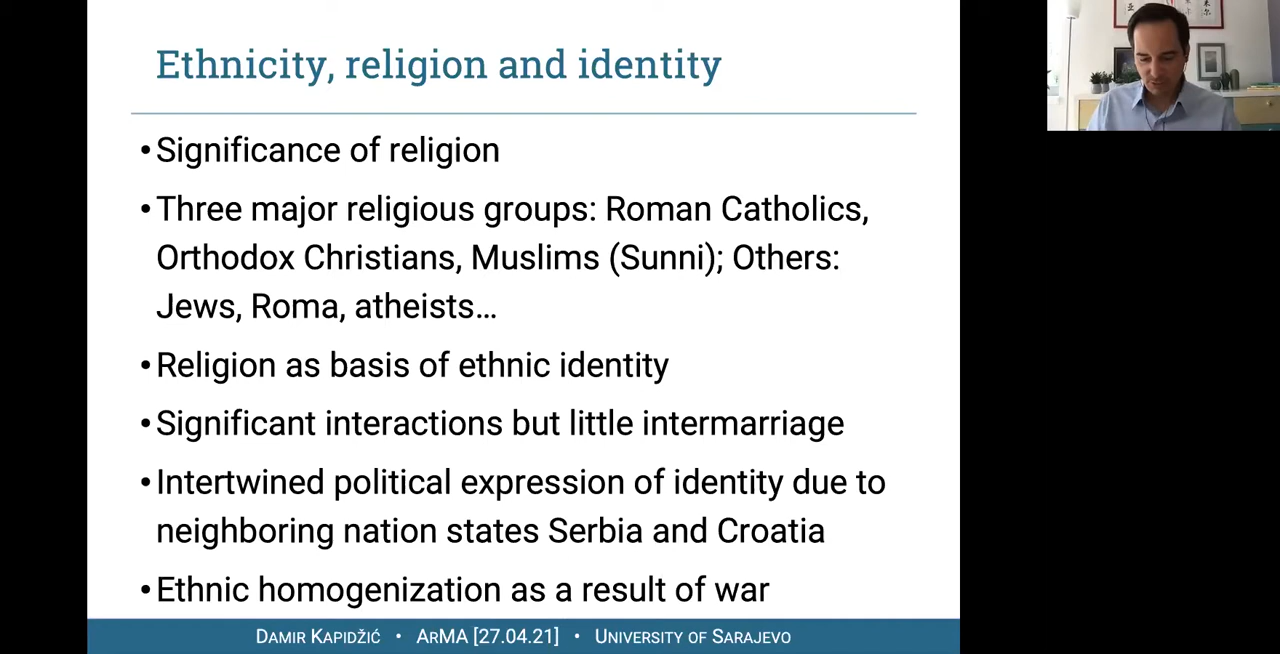 Ethnicity, religion and identity
•Significance of religion
•Three major religious groups: Roman Catholics,
Orthodox Christians, Muslims (Sunni); Others:
Jews, Roma, atheists…
•Religion as basis of ethnic identity
•Significant interactions but little intermarriage
•Intertwined political expression of identity due to
neighboring nation states Serbia and Croatia
•Ethnic homogenization as a result of war
DAMIR KAPIDŽIĆ • ARMA [27.04.21] • UNIVERSITY OF SARAJEVO